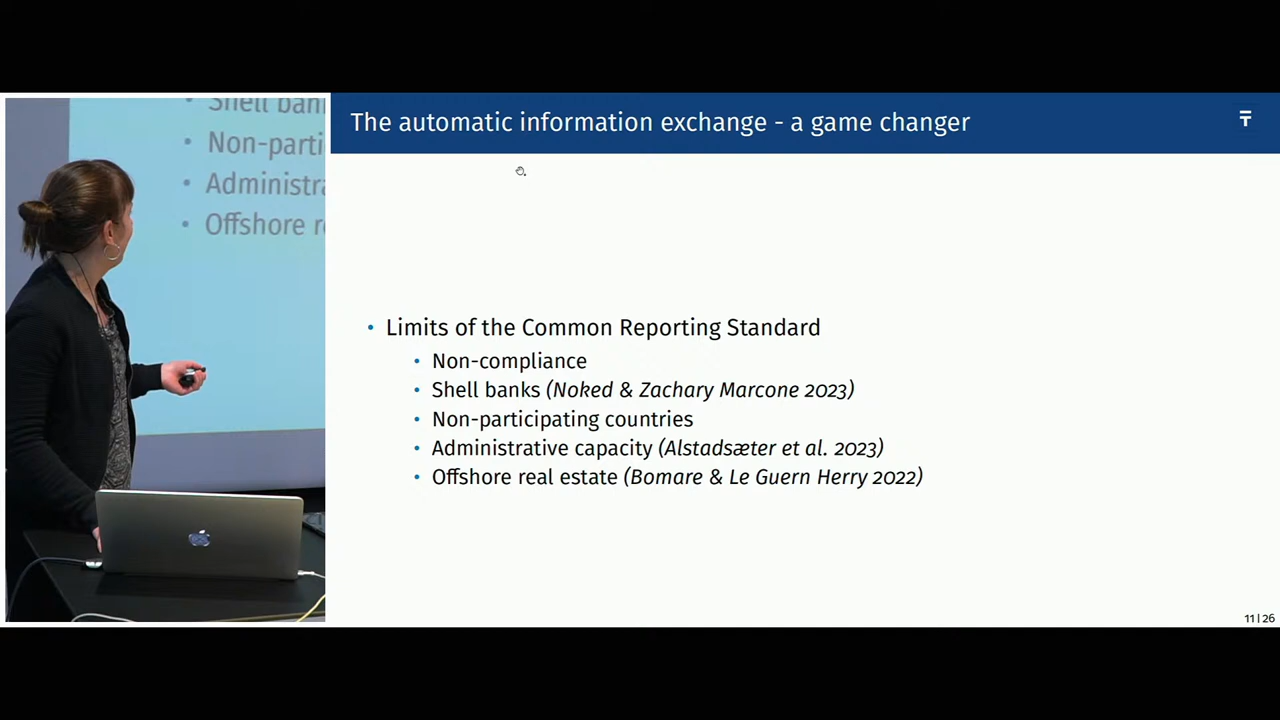 Shell ban
Non-parti
Administra
Offshore r
The automatic information exchange - a game changer
Limits of the Common Reporting Standard
Non-compliance
Shell banks (Noked & Zachary Marcone 2023)
Non-participating countries
Administrative capacity (Alstadsæter et al. 2023)
Offshore real estate (Bomare & Le Guern Herry 2022)
11|26